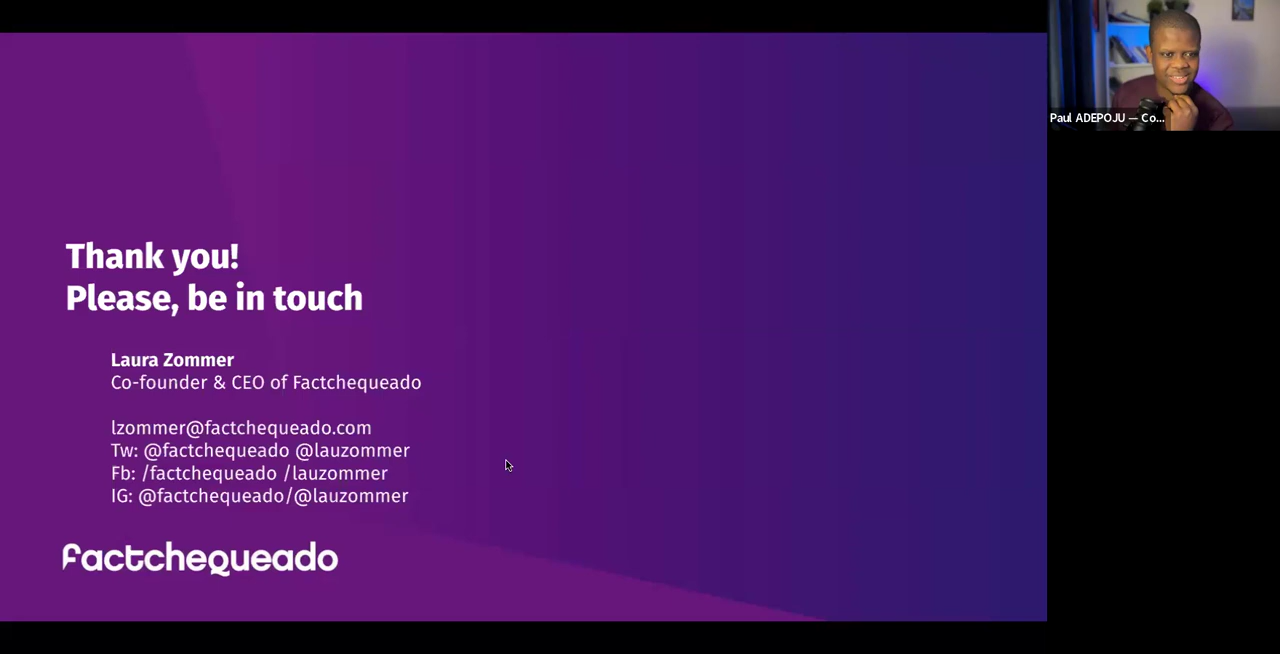 Thank you!
Please, be in touch
Laura Zommer
Co-founder & CEO of Factchequeado
lzommer@factchequeado.com
Tw: @factchequeado @lauzommer
Fb: /factchequeado /lauzommer
IG: @factchequeado/@lauzommer
factchequeado
Paul ADEPOJU — Co...